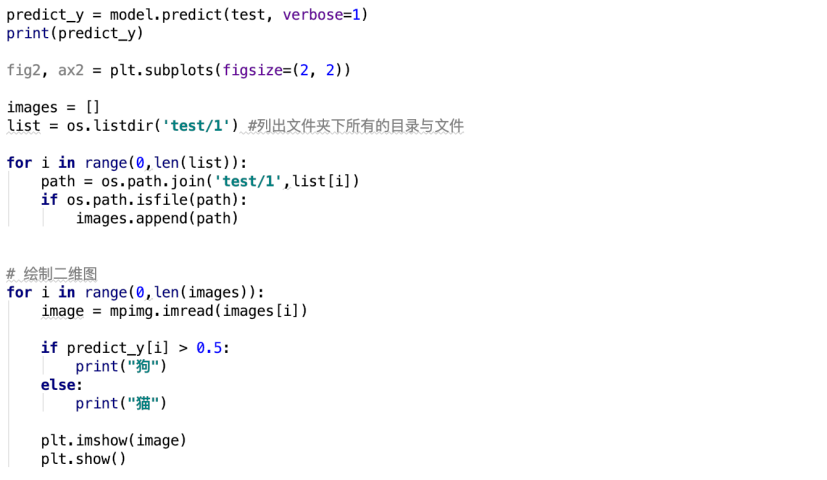 predict_y = model.predict(test, verbose=1)
print(predict_y)
fig2, ax2 = plt.subplots(figsize=(2, 2))
images = []
list = os.listdir('test/1') #列出文件夹下所有的目录与文件
for i in range(0,len(list)):
    path = os.path.join('test/1',list[i])
    if os.path.isfile(path):
        images.append(path)
# 绘制二维图
for i in range(0,len(images)):
    image = mpimg.imread(images[i])
    if predict_y[i] > 0.5:
        print("狗")
    else:
        print("猫")
    plt.imshow(image)
    plt.show()